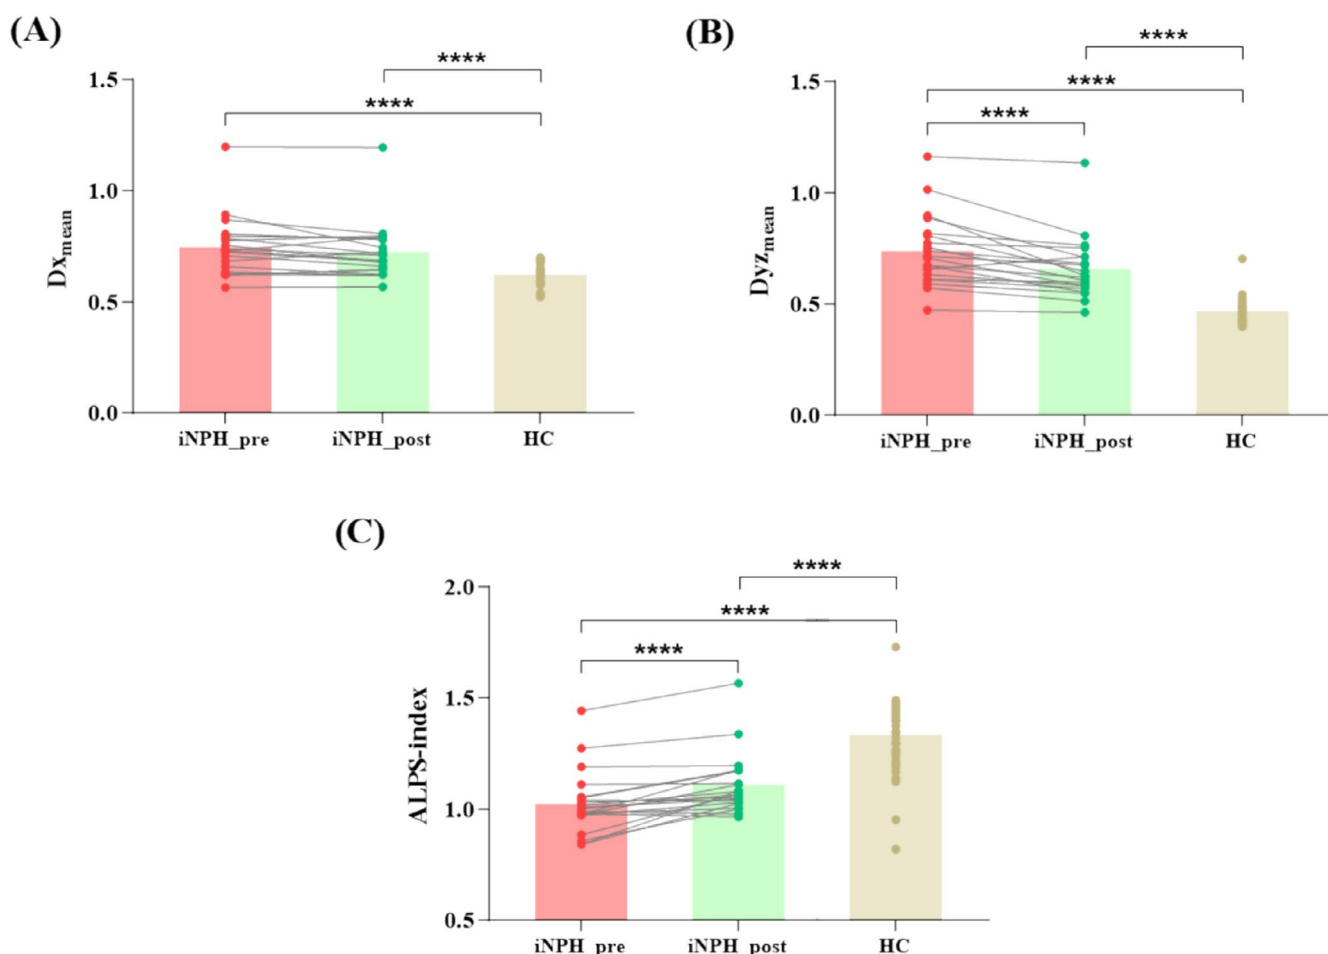 (A)
****
1.5
****
1.0
Dxmean
0.5
0.0
iNPH_pre
iNPH_post
HC
(B)
****
1.5
****
****
1.0
Dyzmean
0.5
0.0
iNPH_pre
iNPH_post
HC
(C)
****
2.0
****
****
1.5
ALPS-index
1.0
0.5
iNPH_pre
iNPH_post
HC